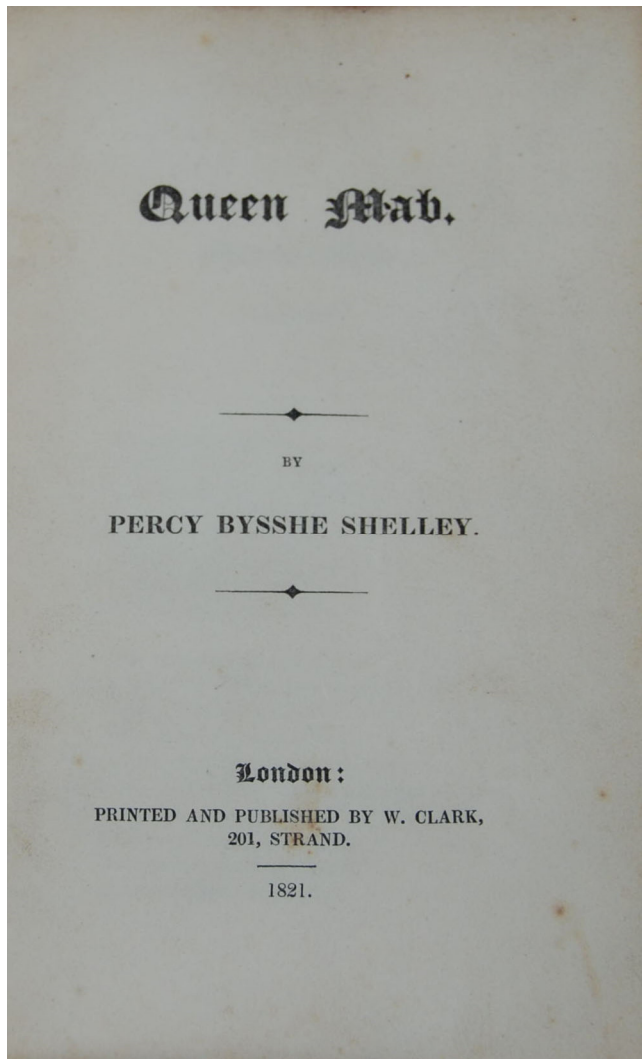 Queen Mab.
BY
PERCY BYSSHE SHELLEY.
London:
PRINTED AND PUBLISHED BY W. CLARK,
201, STRAND.
1821.